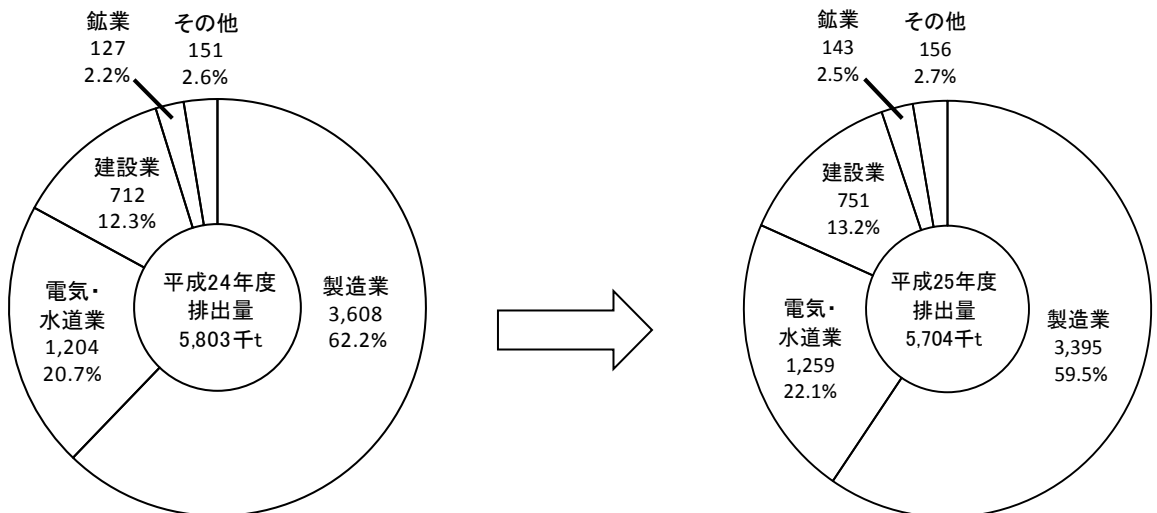 鉱業
127
2.2%
その他
151
2.6%
建設業
712
12.3%
電気・
水道業
1,204
20.7%
平成24年度
排出量
5,803千t
製造業
3,608
62.2%
鉱業
143
2.5%
その他
156
2.7%
建設業
751
13.2%
電気・
水道業
1,259
22.1%
平成25年度
排出量
5,704千t
製造業
3,395
59.5%